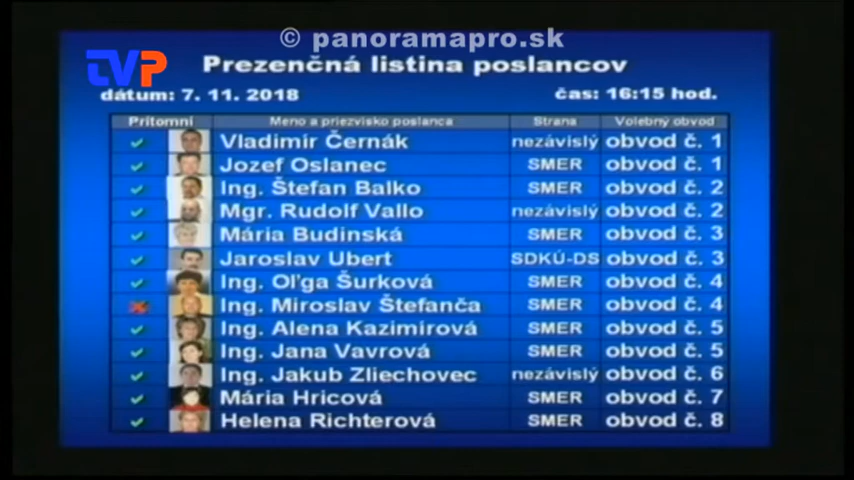 © panoramapro.sk
TVP
Prezenčná listina poslancov
dátum: 7. 11. 2018 čas: 16:15 hod.
Prítomní Meno a priezvisko poslanca Strana Volebný obvod
Vladimír Černák nezávislý obvod č. 1
Jozef Oslanec SMER obvod č. 1
Ing. Štefan Balko SMER obvod č. 2
Mgr. Rudolf Vallo nezávislý obvod č. 2
Mária Budinská SMER obvod č. 3
Jaroslav Ubert SDKÚ-DS obvod č. 3
Ing. Oľga Šurková SMER obvod č. 4
Ing. Miroslav Štefanča SMER obvod č. 4
Ing. Alena Kazimírová SMER obvod č. 5
Ing. Jana Vavrová SMER obvod č. 5
Ing. Jakub Zliechovec nezávislý obvod č. 6
Mária Hricová SMER obvod č. 7
Helena Richterová SMER obvod č. 8